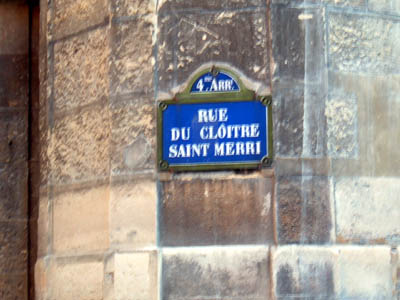 4e ARRt
RUE
DU CLOÎTRE
SAINT MERRI